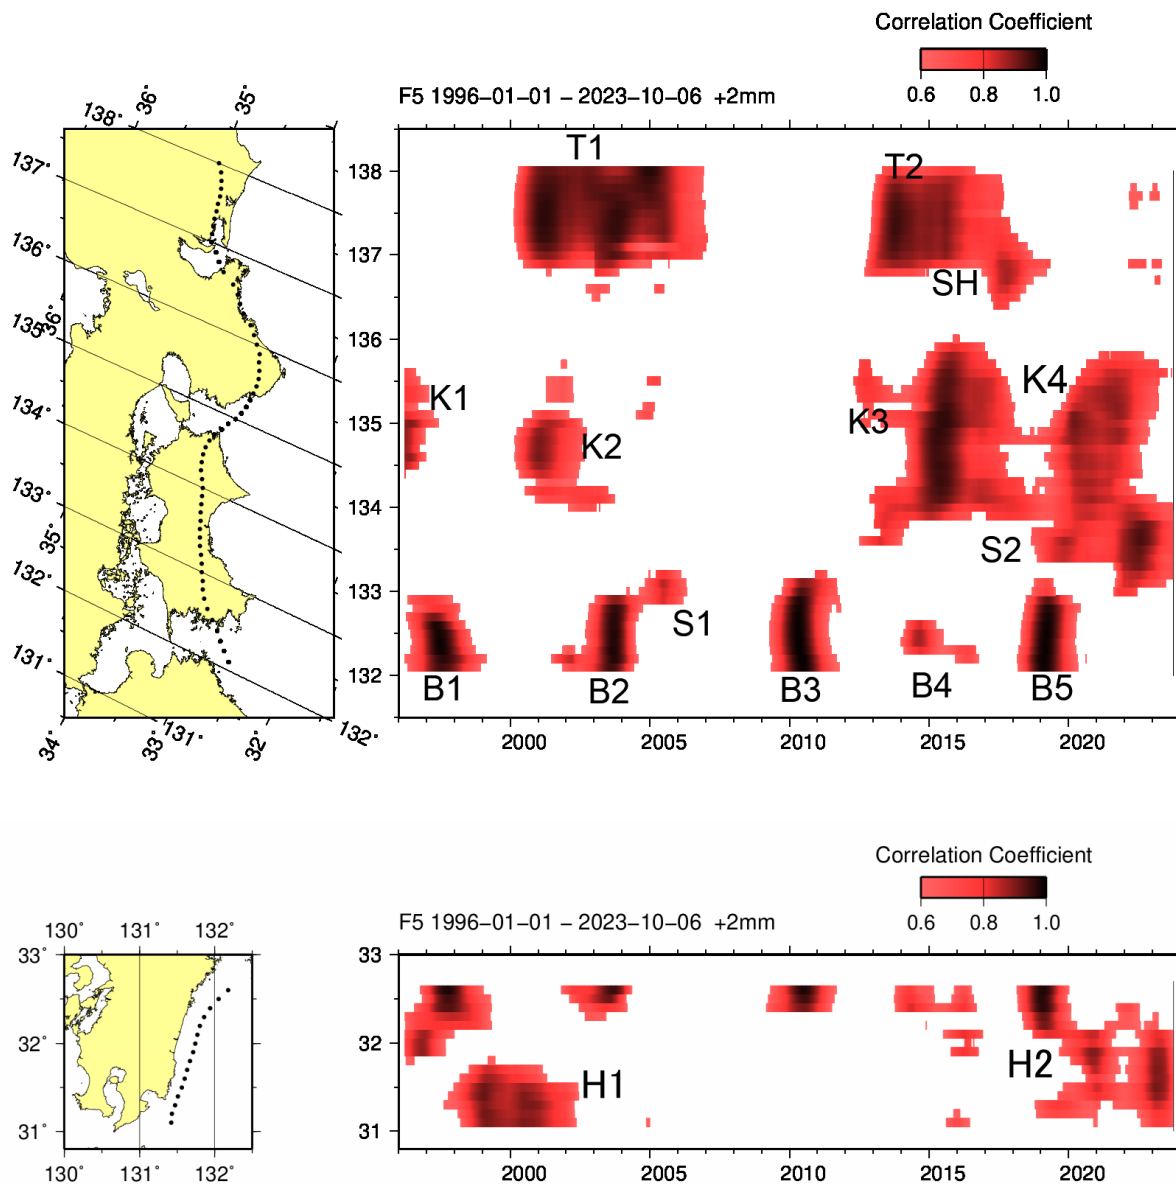 Correlation Coefficient
0.6 0.8 1.0
F5 1996−01−01 − 2023−10−06 +2mm
138° 36° 35°
137°
136°
36°
135°
134°
133°
35°
132°
131°
34° 33° 131° 32° 132°
138
137
136
135
134
133
132
T1
T2
SH
K1
K2
K3
K4
S1
S2
B1 B2 B3 B4 B5
2000 2005 2010 2015 2020
Correlation Coefficient
0.6 0.8 1.0
F5 1996−01−01 − 2023−10−06 +2mm
130° 131° 132°
33°
32°
31°
130° 131° 132°
33
32
31
H1
H2
2000 2005 2010 2015 2020